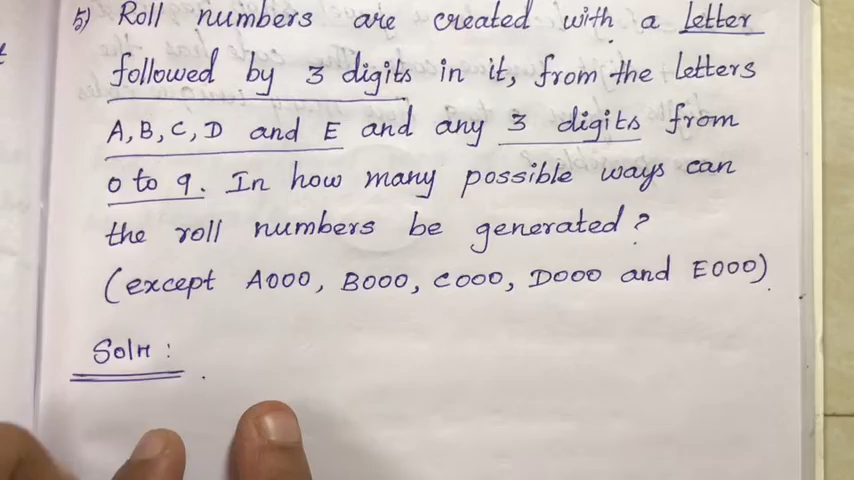 5) Roll numbers are created with a letter
followed by 3 digits in it, from the letters
A, B, C, D and E and any 3 digits from
0 to 9. In how many possible ways can
the roll numbers be generated?
(except A000, B000, C000, D000 and E000)
Soln :